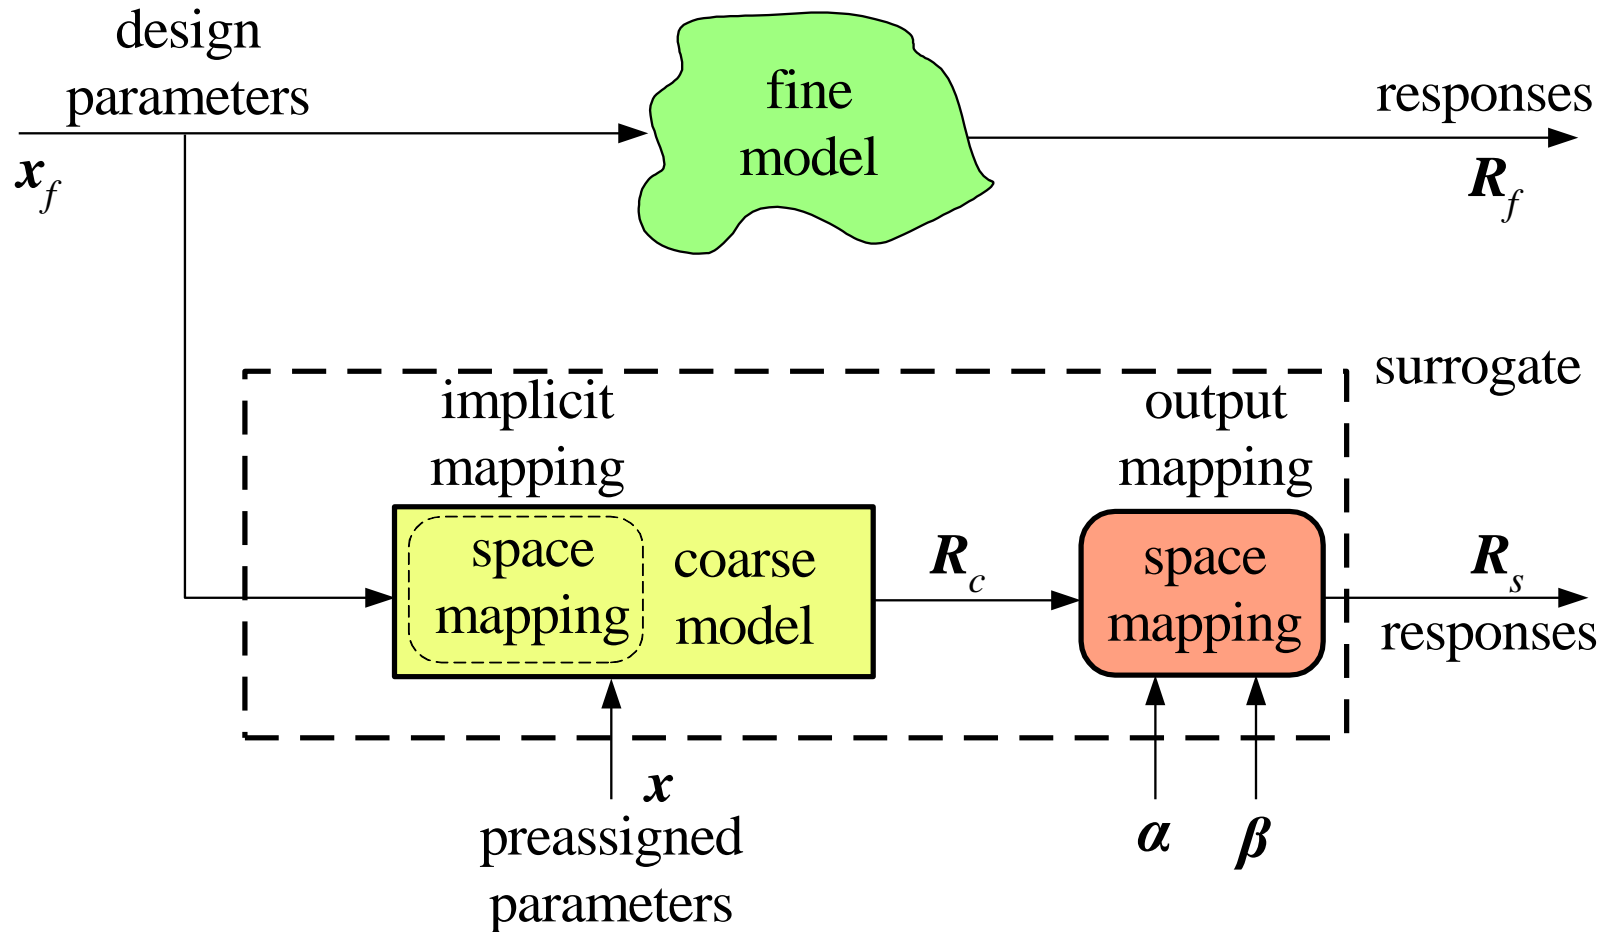 design
parameters
x_f
fine
model
responses
R_f
surrogate
implicit
mapping
output
mapping
space
mapping
coarse
model
R_c
space
mapping
R_s
responses
x
preassigned
parameters
α
β